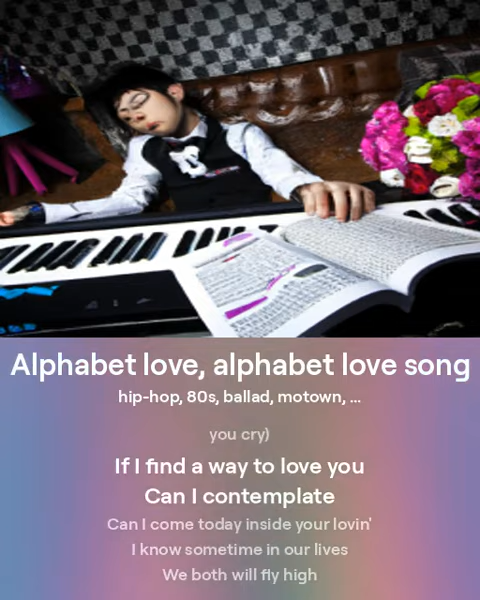 Alphabet love, alphabet love song
hip-hop, 80s, ballad, motown, ...
you cry)
If I find a way to love you
Can I contemplate
Can I come today inside your lovin'
I know sometime in our lives
We both will fly high